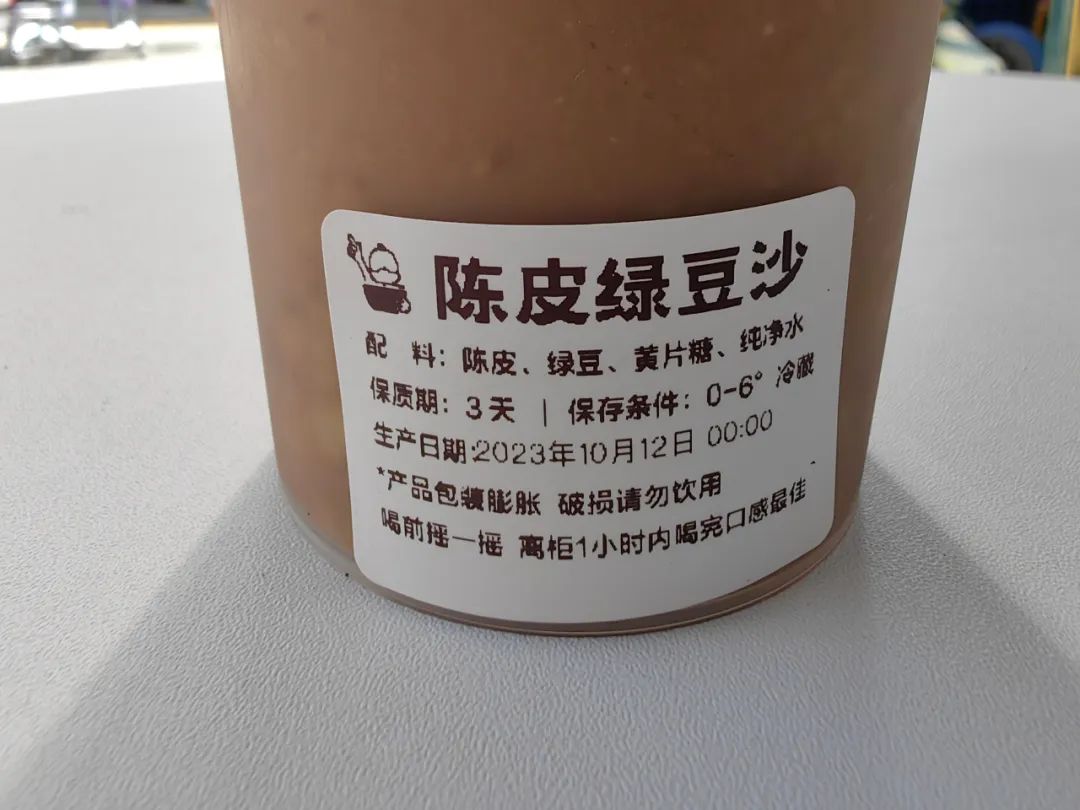 陈皮绿豆沙
配 料：陈皮、绿豆、黄片糖、纯净水
保质期：3天 | 保存条件：0-6° 冷藏
生产日期:2023年10月12日 00:00
*产品包装膨胀 破损请勿饮用
喝前摇一摇 离柜1小时内喝完口感最佳